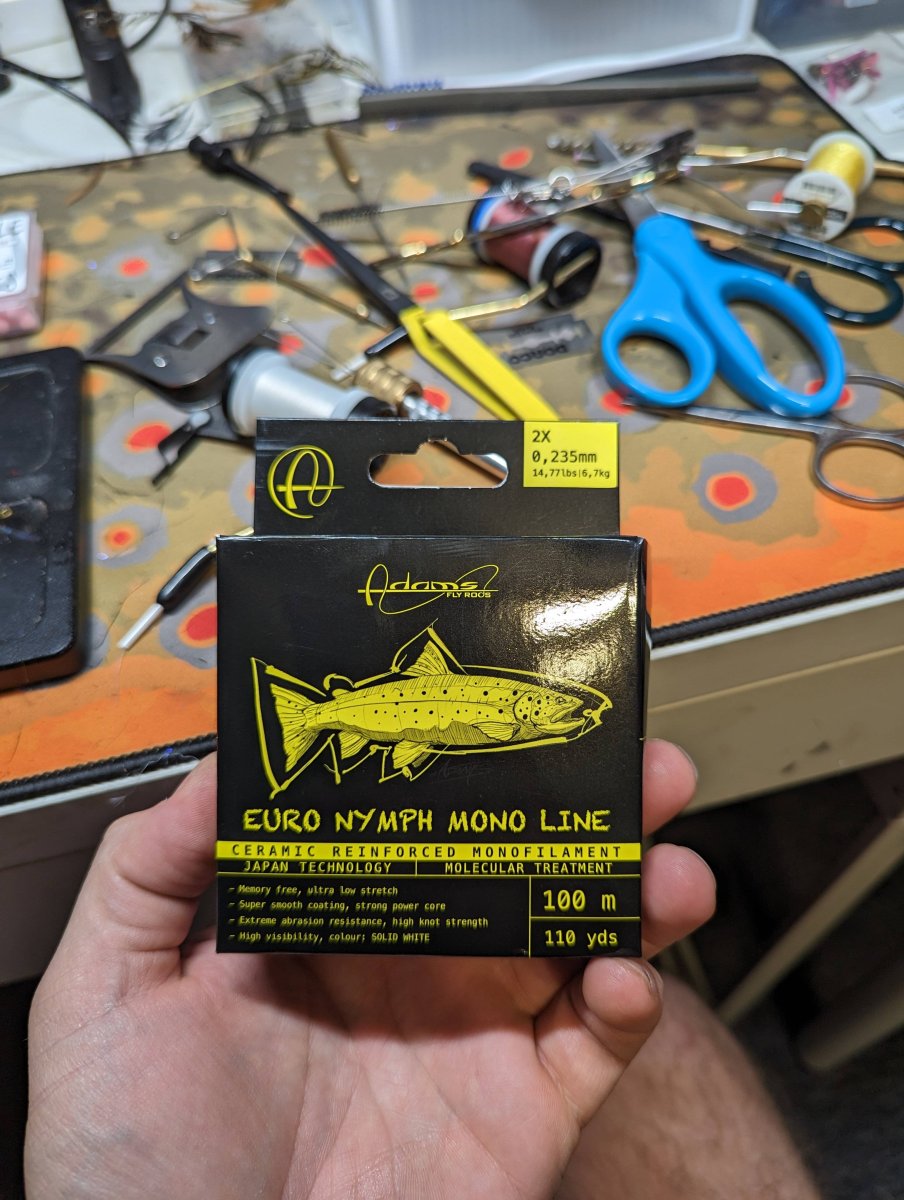 2X
0,235mm
14,77lbs|6,7kg
Adams
FLY RODS
EURO NYMPH MONO LINE
CERAMIC REINFORCED MONOFILAMENT
JAPAN TECHNOLOGY
MOLECULAR TREATMENT
- Memory free, ultra low stretch
- Super smooth coating, strong power core
- Extreme abrasion resistance, high knot strength
- High visibility, colour: SOLID WHITE
100 m
110 yds